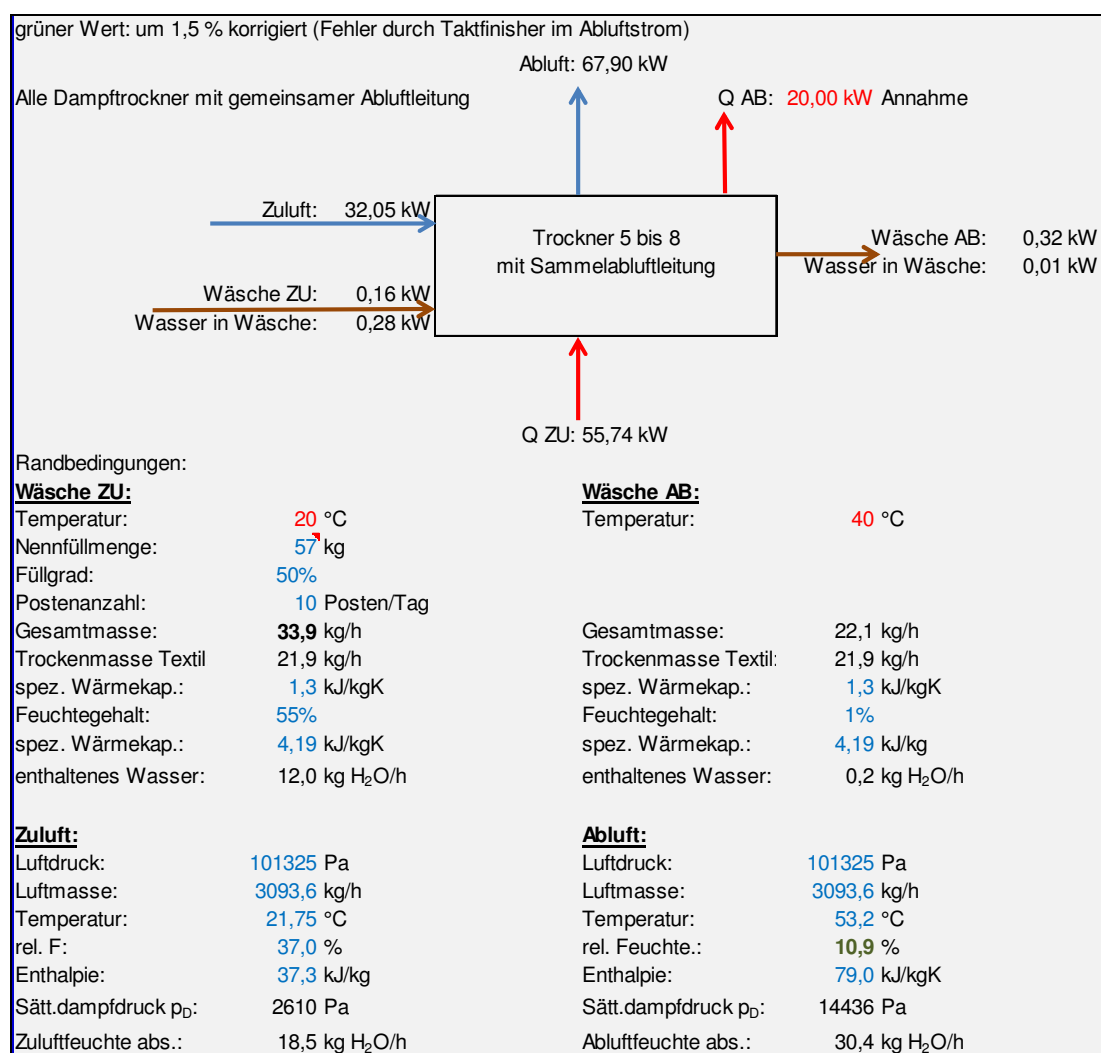 grüner Wert: um 1,5 % korrigiert (Fehler durch Taktfinisher im Abluftstrom)
Abluft: 67,90 kW
Alle Dampftrockner mit gemeinsamer Abluftleitung Q AB: 20,00 kW Annahme
Zuluft: 32,05 kW
Trockner 5 bis 8
mit Sammelabluftleitung
Wäsche AB: 0,32 kW
Wasser in Wäsche: 0,01 kW
Wäsche ZU: 0,16 kW
Wasser in Wäsche: 0,28 kW
Q ZU: 55,74 kW
Randbedingungen:
Wäsche ZU: Wäsche AB:
Temperatur: 20 °C Temperatur: 40 °C
Nennfüllmenge: 57 kg
Füllgrad: 50%
Postenanzahl: 10 Posten/Tag
Gesamtmasse: 33,9 kg/h Gesamtmasse: 22,1 kg/h
Trockenmasse Textil 21,9 kg/h Trockenmasse Textil: 21,9 kg/h
spez. Wärmekap.: 1,3 kJ/kgK spez. Wärmekap.: 1,3 kJ/kgK
Feuchtegehalt: 55% Feuchtegehalt: 1%
spez. Wärmekap.: 4,19 kJ/kgK spez. Wärmekap.: 4,19 kJ/kg
enthaltenes Wasser: 12,0 kg H₂O/h enthaltenes Wasser: 0,2 kg H₂O/h
Zuluft: Abluft:
Luftdruck: 101325 Pa Luftdruck: 101325 Pa
Luftmasse: 3093,6 kg/h Luftmasse: 3093,6 kg/h
Temperatur: 21,75 °C Temperatur: 53,2 °C
rel. F: 37,0 % rel. Feuchte.: 10,9 %
Enthalpie: 37,3 kJ/kg Enthalpie: 79,0 kJ/kgK
Sätt.dampfdruck p_D: 2610 Pa Sätt.dampfdruck p_D: 14436 Pa
Zuluftfeuchte abs.: 18,5 kg H₂O/h Abluftfeuchte abs.: 30,4 kg H₂O/h